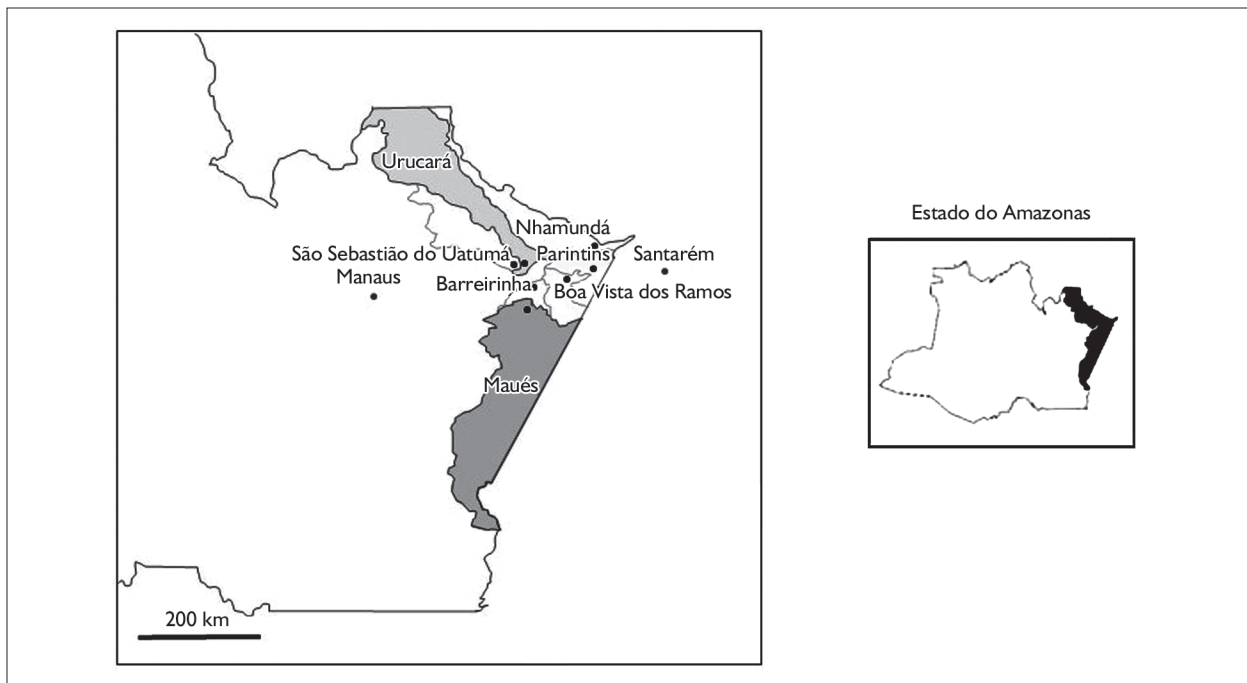 Urucará
Nhamundá
São Sebastião do Uatumá
Parintins
Santarém
Manaus
Barreirinha
Boa Vista dos Ramos
Maués
200 km
Estado do Amazonas